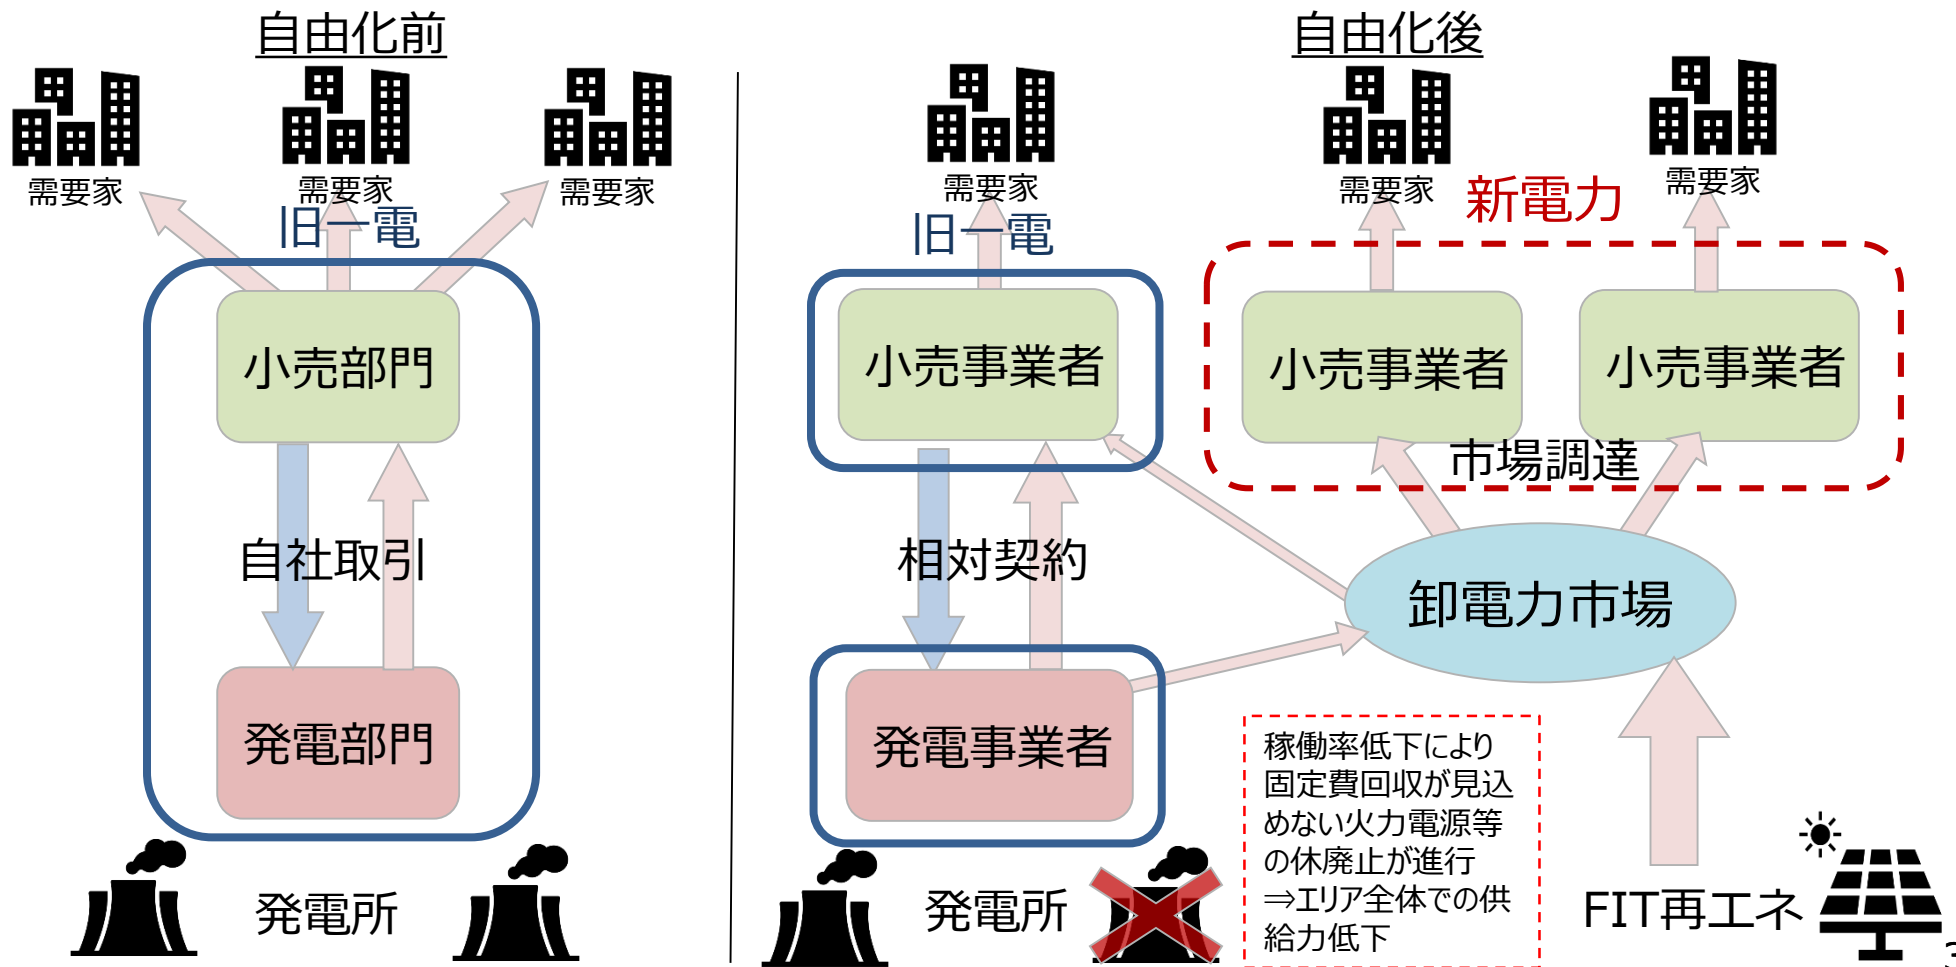 自由化前
需要家
需要家
需要家
旧一電
小売部門
自社取引
発電部門
発電所
自由化後
需要家
需要家
需要家
旧一電
新電力
小売事業者
小売事業者
小売事業者
市場調達
相対契約
卸電力市場
発電事業者
稼働率低下により
固定費回収が見込
めない火力電源等
の休廃止が進行
⇒エリア全体での供
給力低下
発電所
FIT再エネ